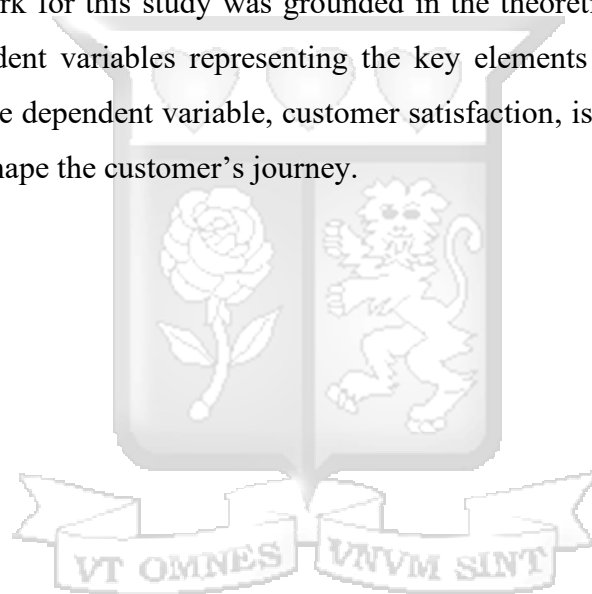 rk for this study was grounded in the theoreti
dent variables representing the key elements
e dependent variable, customer satisfaction, is
hape the customer's journey.
VT OMNES VNVM SINT